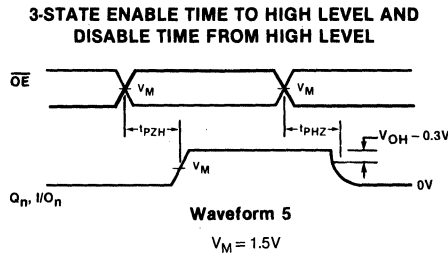 3-STATE ENABLE TIME TO HIGH LEVEL AND
DISABLE TIME FROM HIGH LEVEL
OE
VM
VM
tPZH
tPHZ
VOH – 0.3V
VM
0V
Qn, I/On
Waveform 5
VM = 1.5V